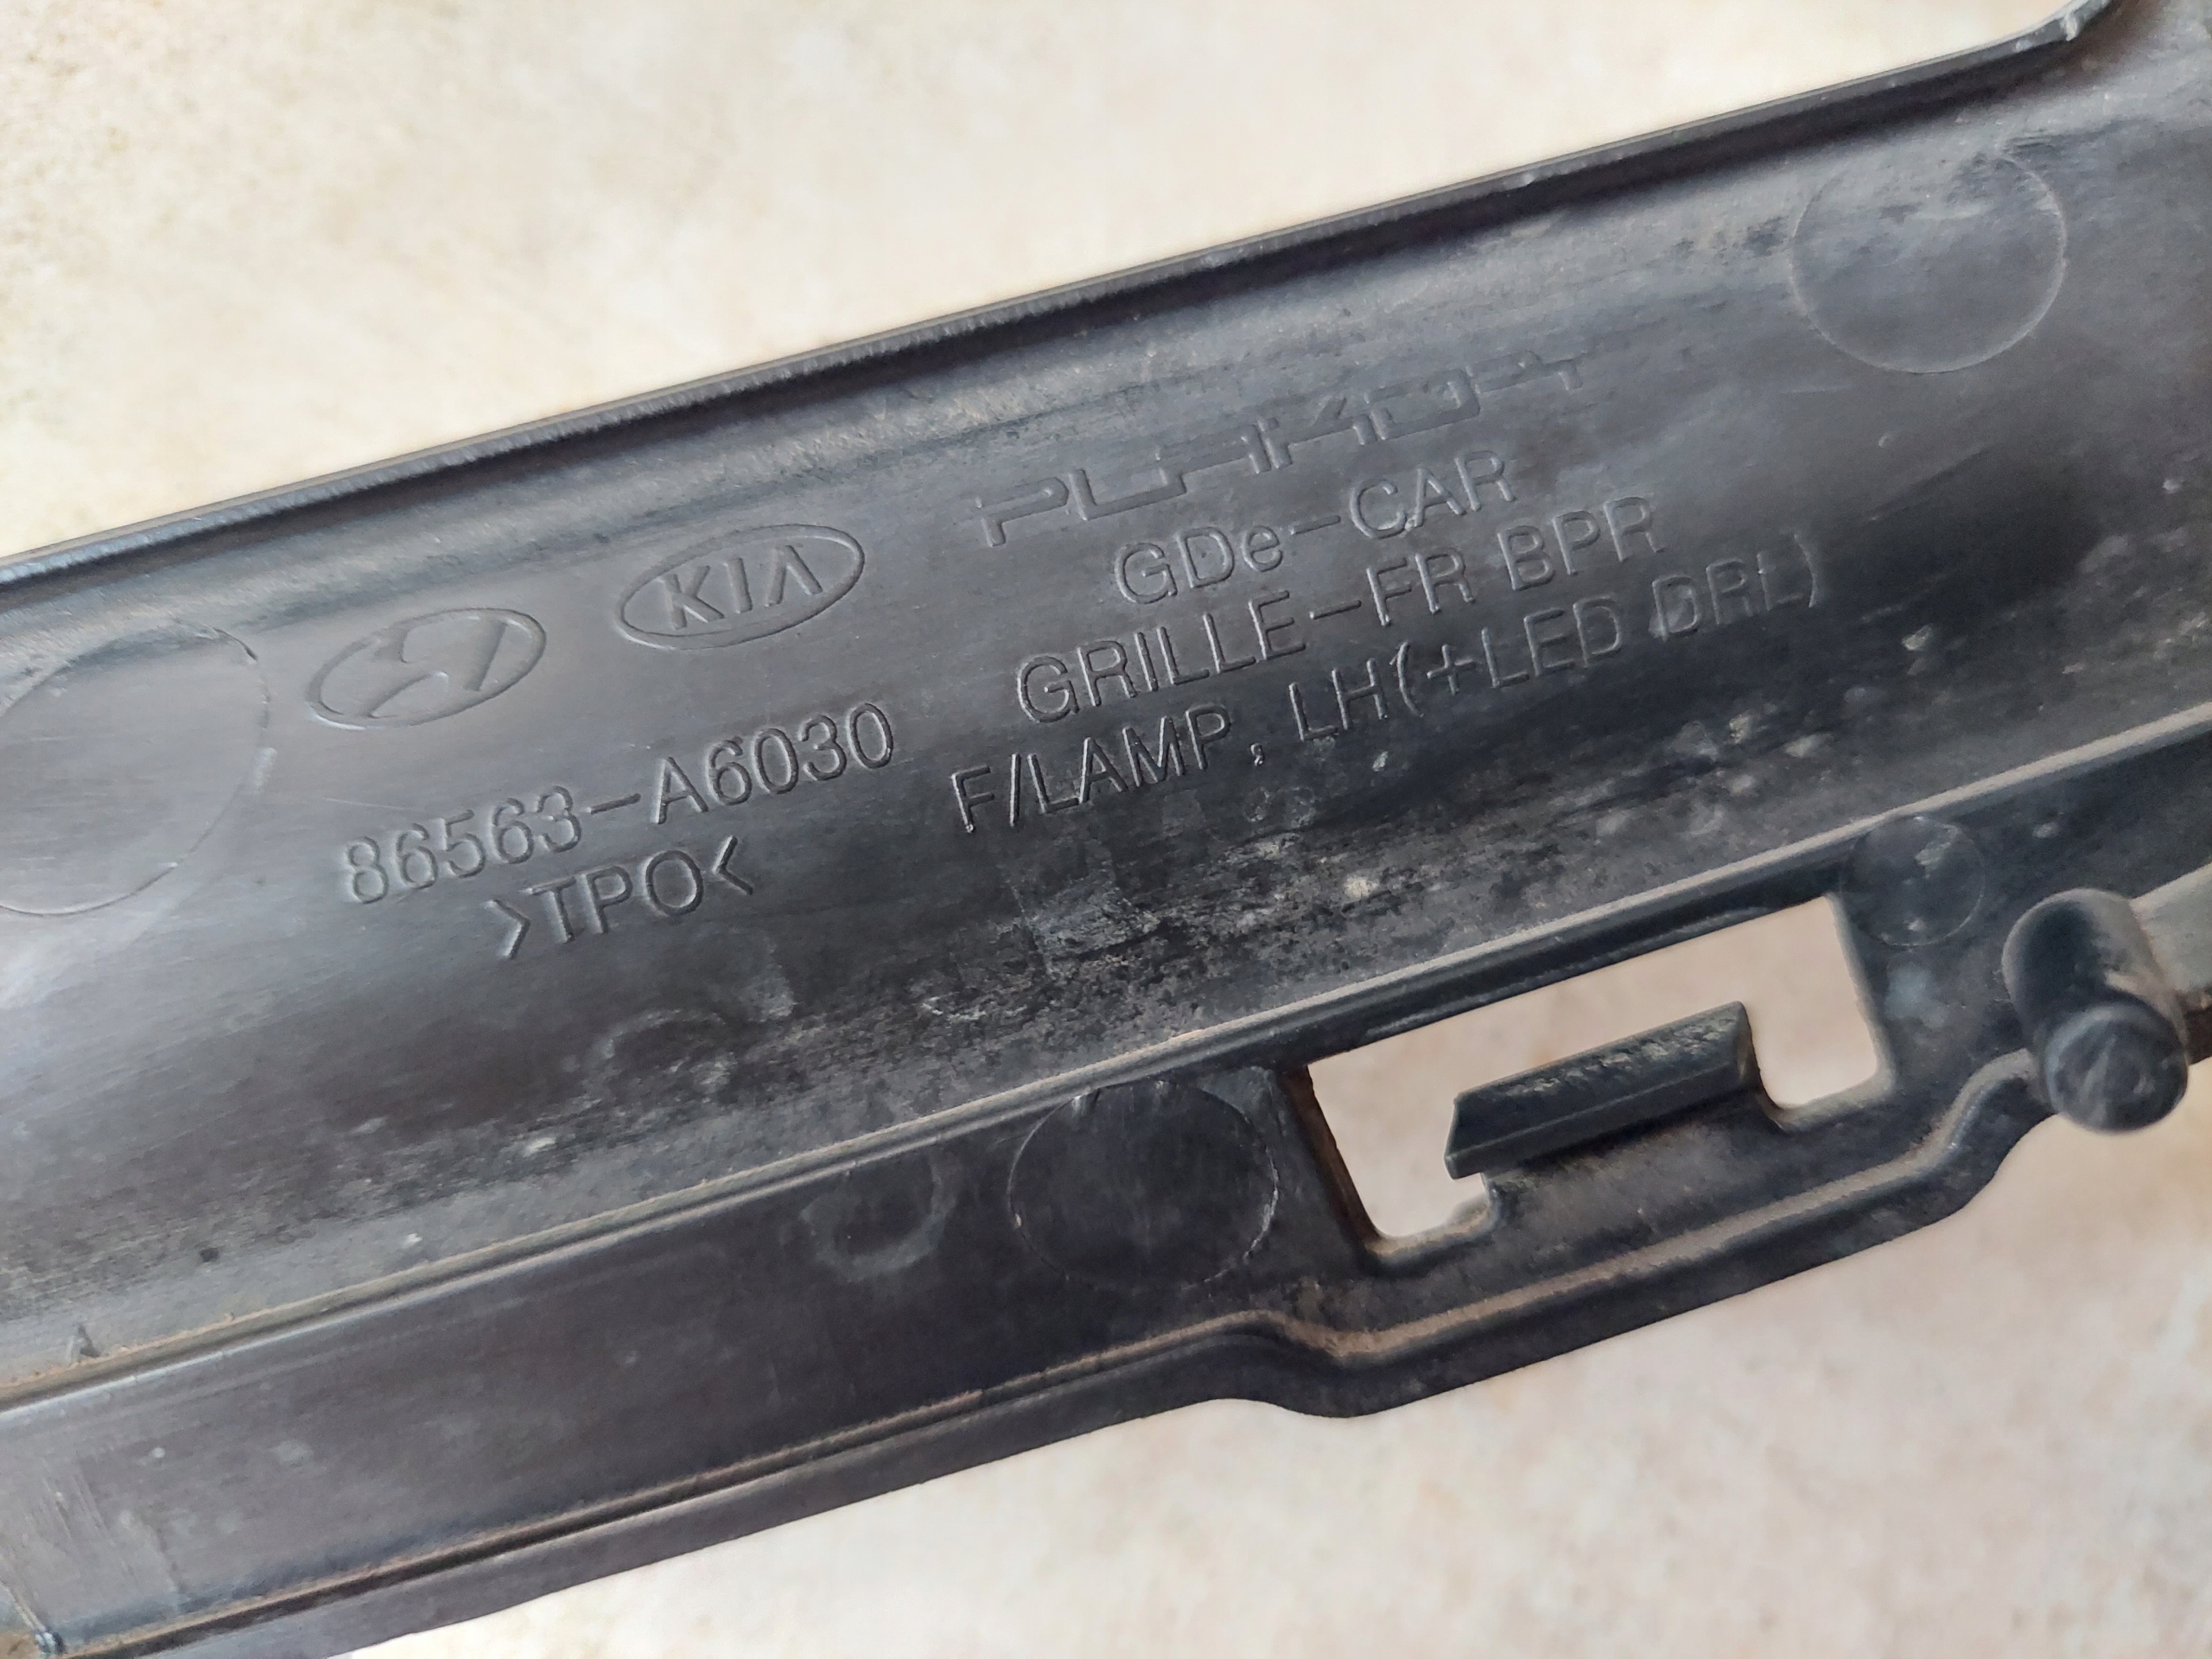 KIA
PLAKOR
GDe-CAR
86563-A6030
GRILLE-FR BPR
>TPO<
F/LAMP, LH(+LED DRL)